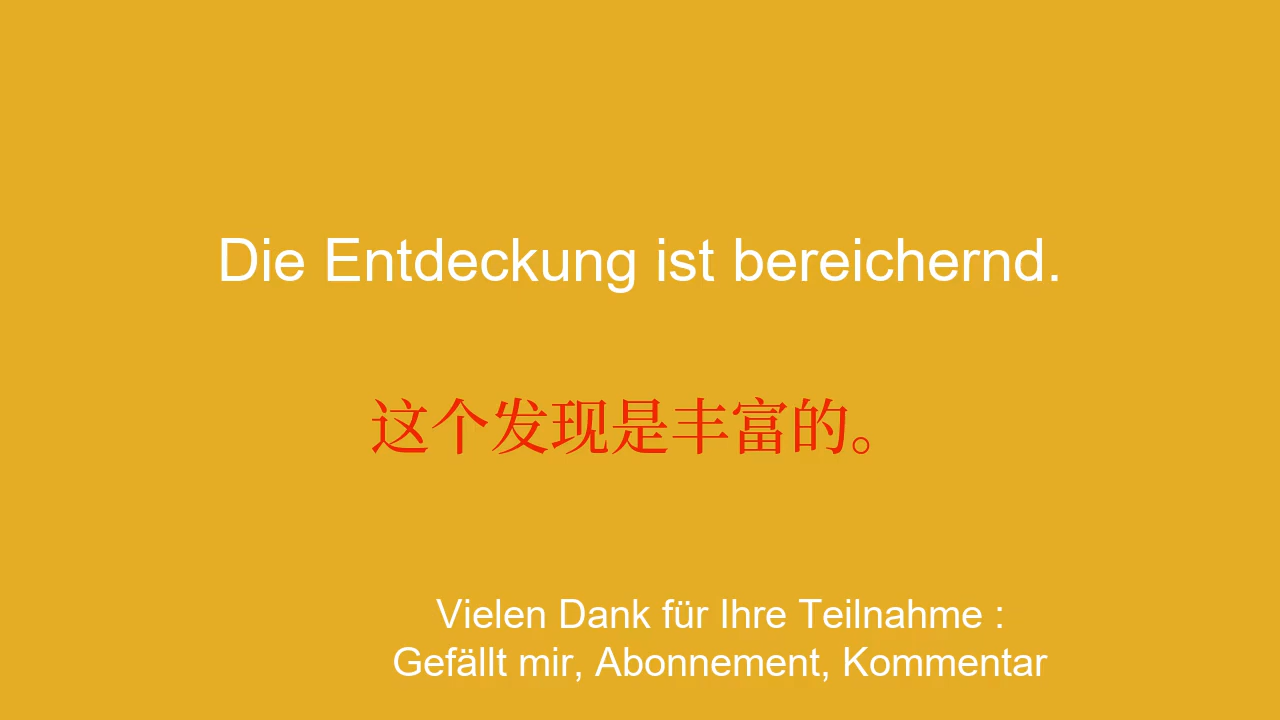 Die Entdeckung ist bereichernd.
这个发现是丰富的。
Vielen Dank für Ihre Teilnahme :
Gefällt mir, Abonnement, Kommentar